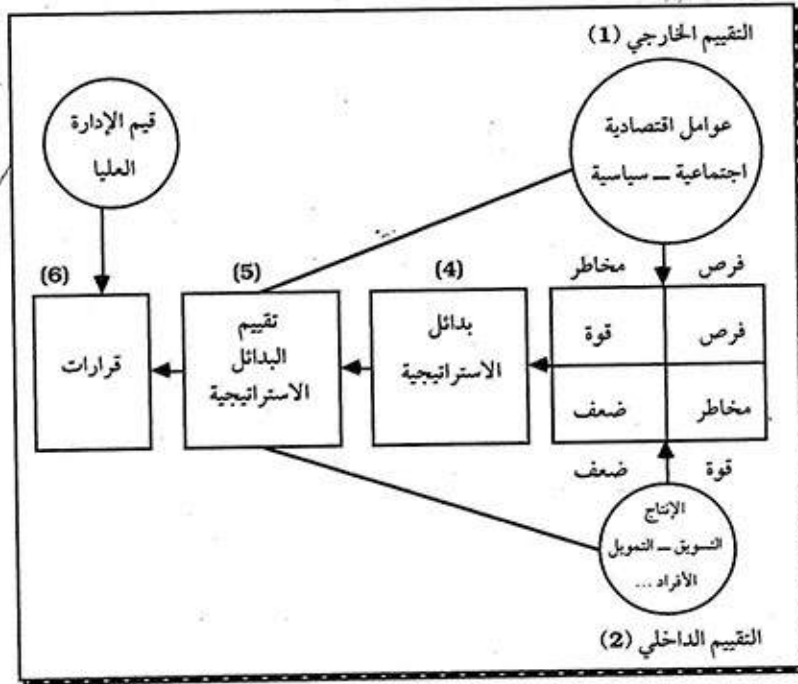 التقييم الخارجي (1)
عوامل اقتصادية
اجتماعية – سياسية
قيم الإدارة
العليا
فرص
مخاطر
(4)
(5)
(6)
فرص
قوة
مخاطر
ضعف
بدائل
الاستراتيجية
تقييم
البدائل
الاستراتيجية
قرارات
قوة
ضعف
الإنتاج
التسويق – التمويل
الأفراد ...
التقييم الداخلي (2)